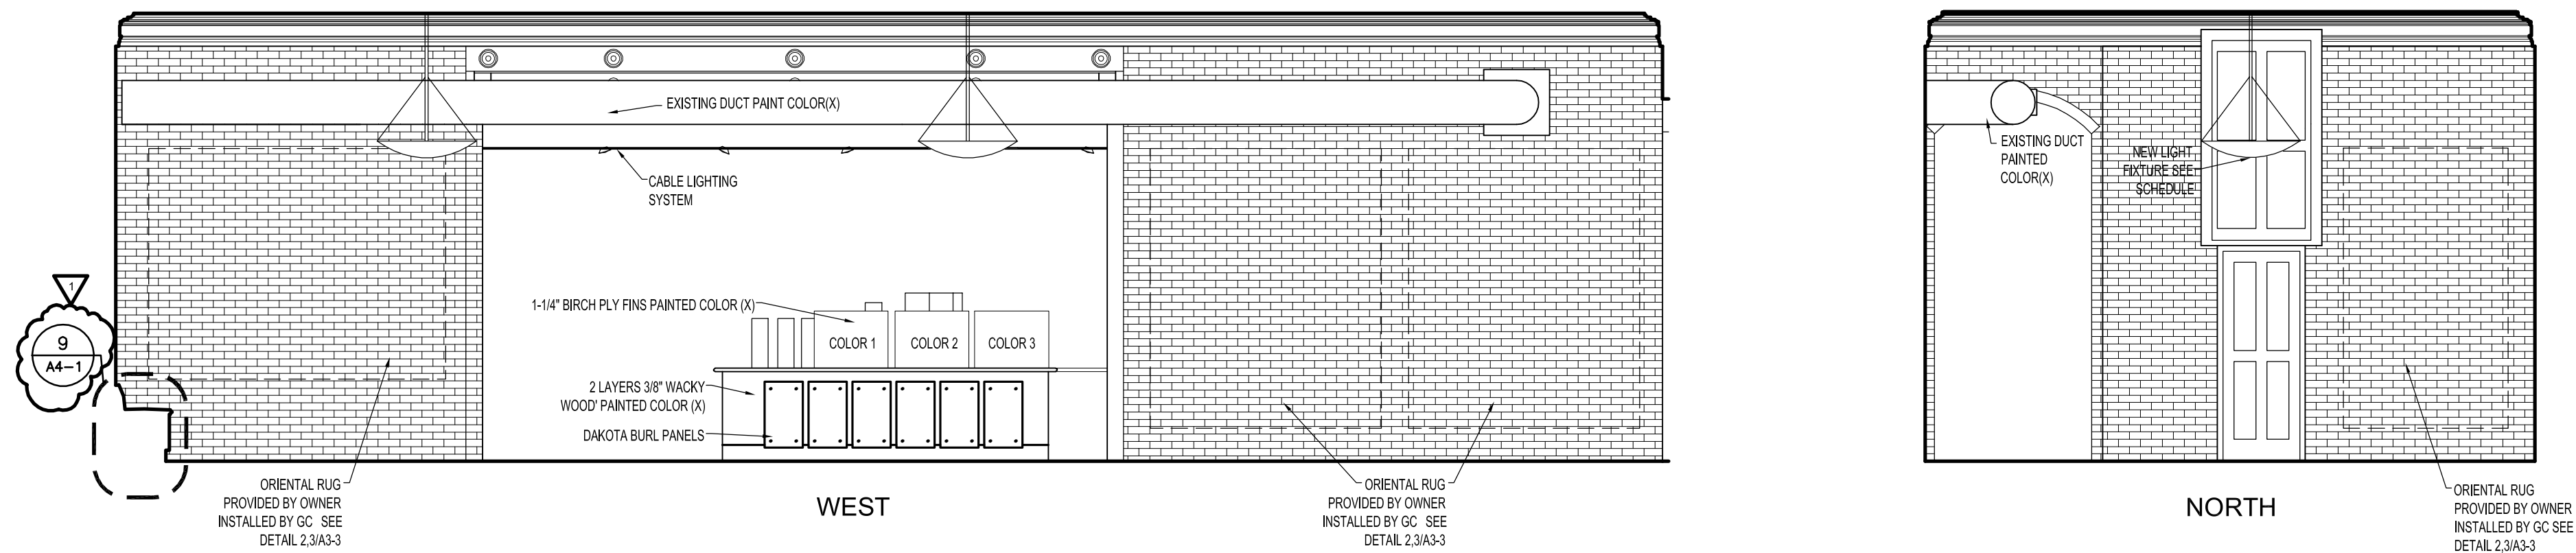 EXISTING DUCT PAINT COLOR(X)
CABLE LIGHTING
SYSTEM
1-1/4" BIRCH PLY FINS PAINTED COLOR (X)
COLOR 1
COLOR 2
COLOR 3
2 LAYERS 3/8" WACKY
WOOD' PAINTED COLOR (X)
DAKOTA BURL PANELS
1
9
A4-1
ORIENTAL RUG
PROVIDED BY OWNER
INSTALLED BY GC SEE
DETAIL 2,3/A3-3
WEST
ORIENTAL RUG
PROVIDED BY OWNER
INSTALLED BY GC SEE
DETAIL 2,3/A3-3
EXISTING DUCT
PAINTED
COLOR(X)
NEW LIGHT
FIXTURE SEE
SCHEDULE
NORTH
ORIENTAL RUG
PROVIDED BY OWNER
INSTALLED BY GC SEE
DETAIL 2,3/A3-3